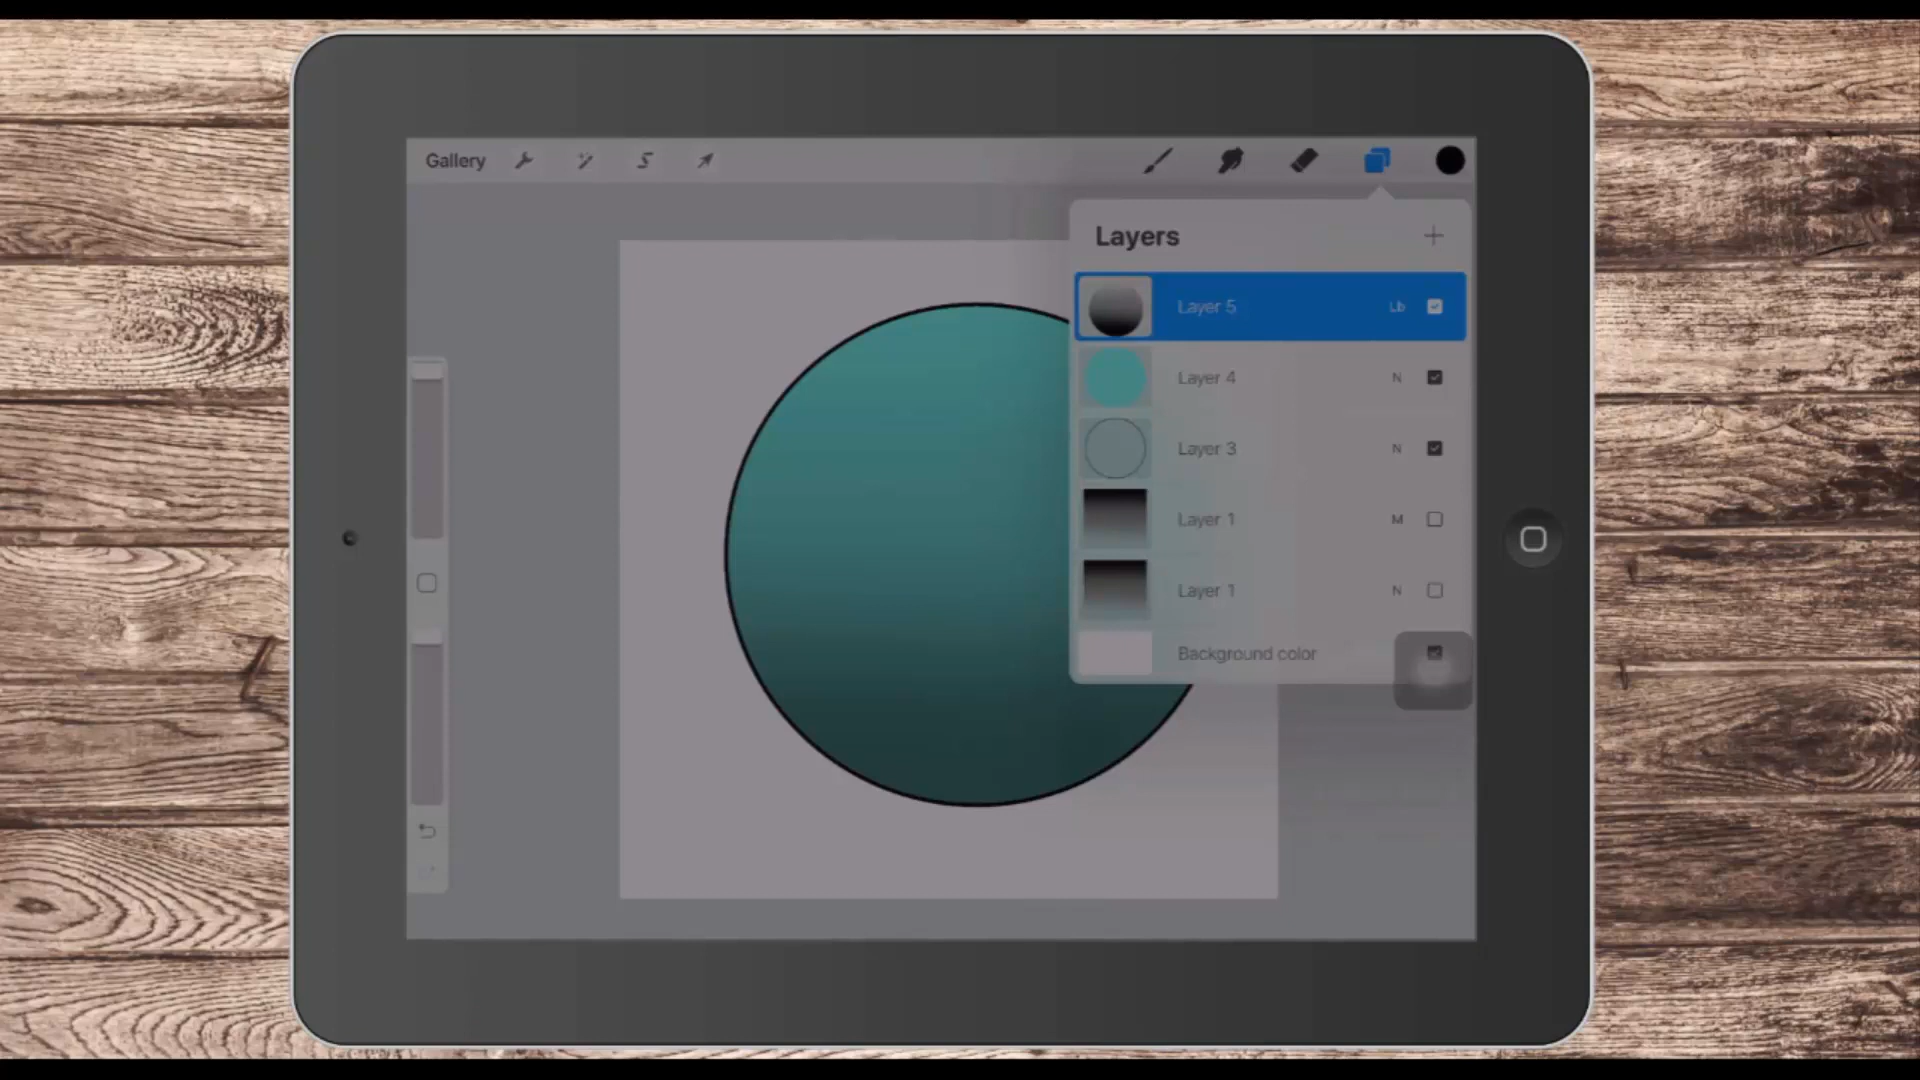 Gallery
Layers
Layer 5 Lb
Layer 4 N
Layer 3 N
Layer 1 M
Layer 1 N
Background color